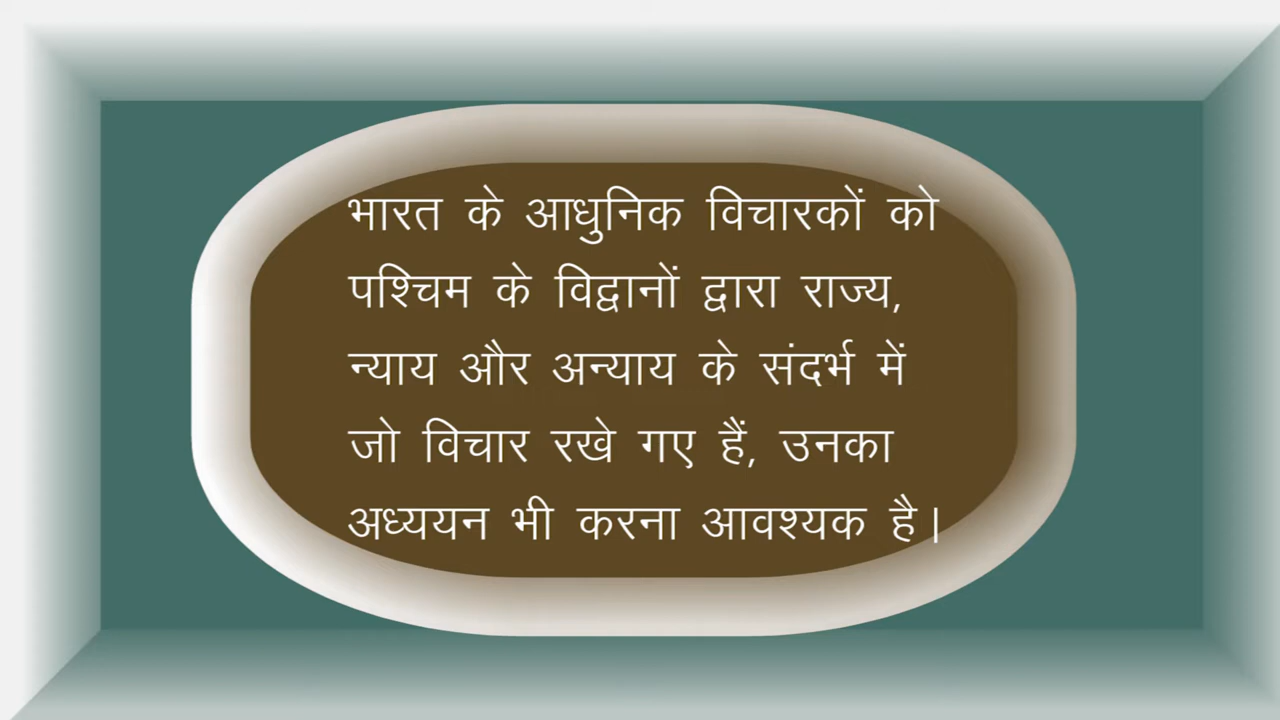 भारत के आधुनिक विचारकों को
पश्चिम के विद्वानों द्वारा राज्य,
न्याय और अन्याय के संदर्भ में
जो विचार रखे गए हैं, उनका
अध्ययन भी करना आवश्यक है।